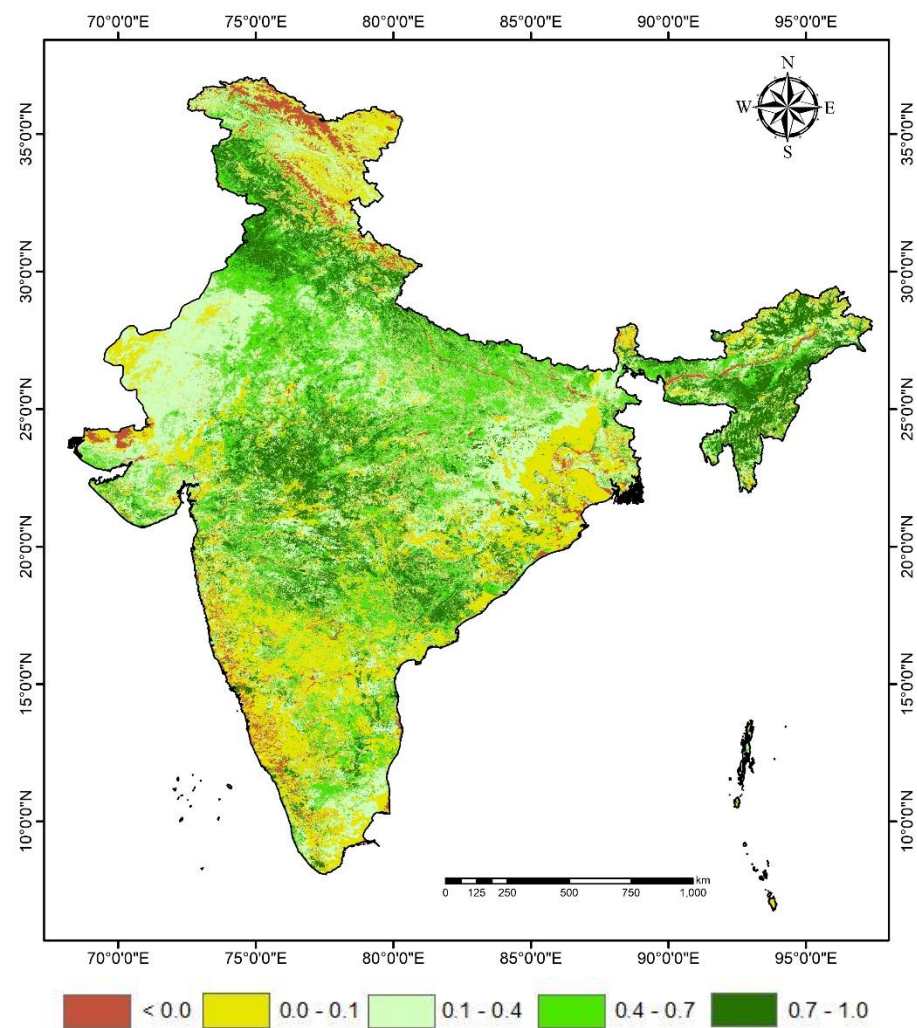 70°0'0"E 75°0'0"E 80°0'0"E 85°0'0"E 90°0'0"E 95°0'0"E
N
W E
S
35°0'0"N 35°0'0"N
30°0'0"N 30°0'0"N
25°0'0"N 25°0'0"N
20°0'0"N 20°0'0"N
15°0'0"N 15°0'0"N
10°0'0"N 10°0'0"N
km
0 125 250 500 750 1,000
70°0'0"E 75°0'0"E 80°0'0"E 85°0'0"E 90°0'0"E 95°0'0"E
< 0.0 0.0 - 0.1 0.1 - 0.4 0.4 - 0.7 0.7 - 1.0